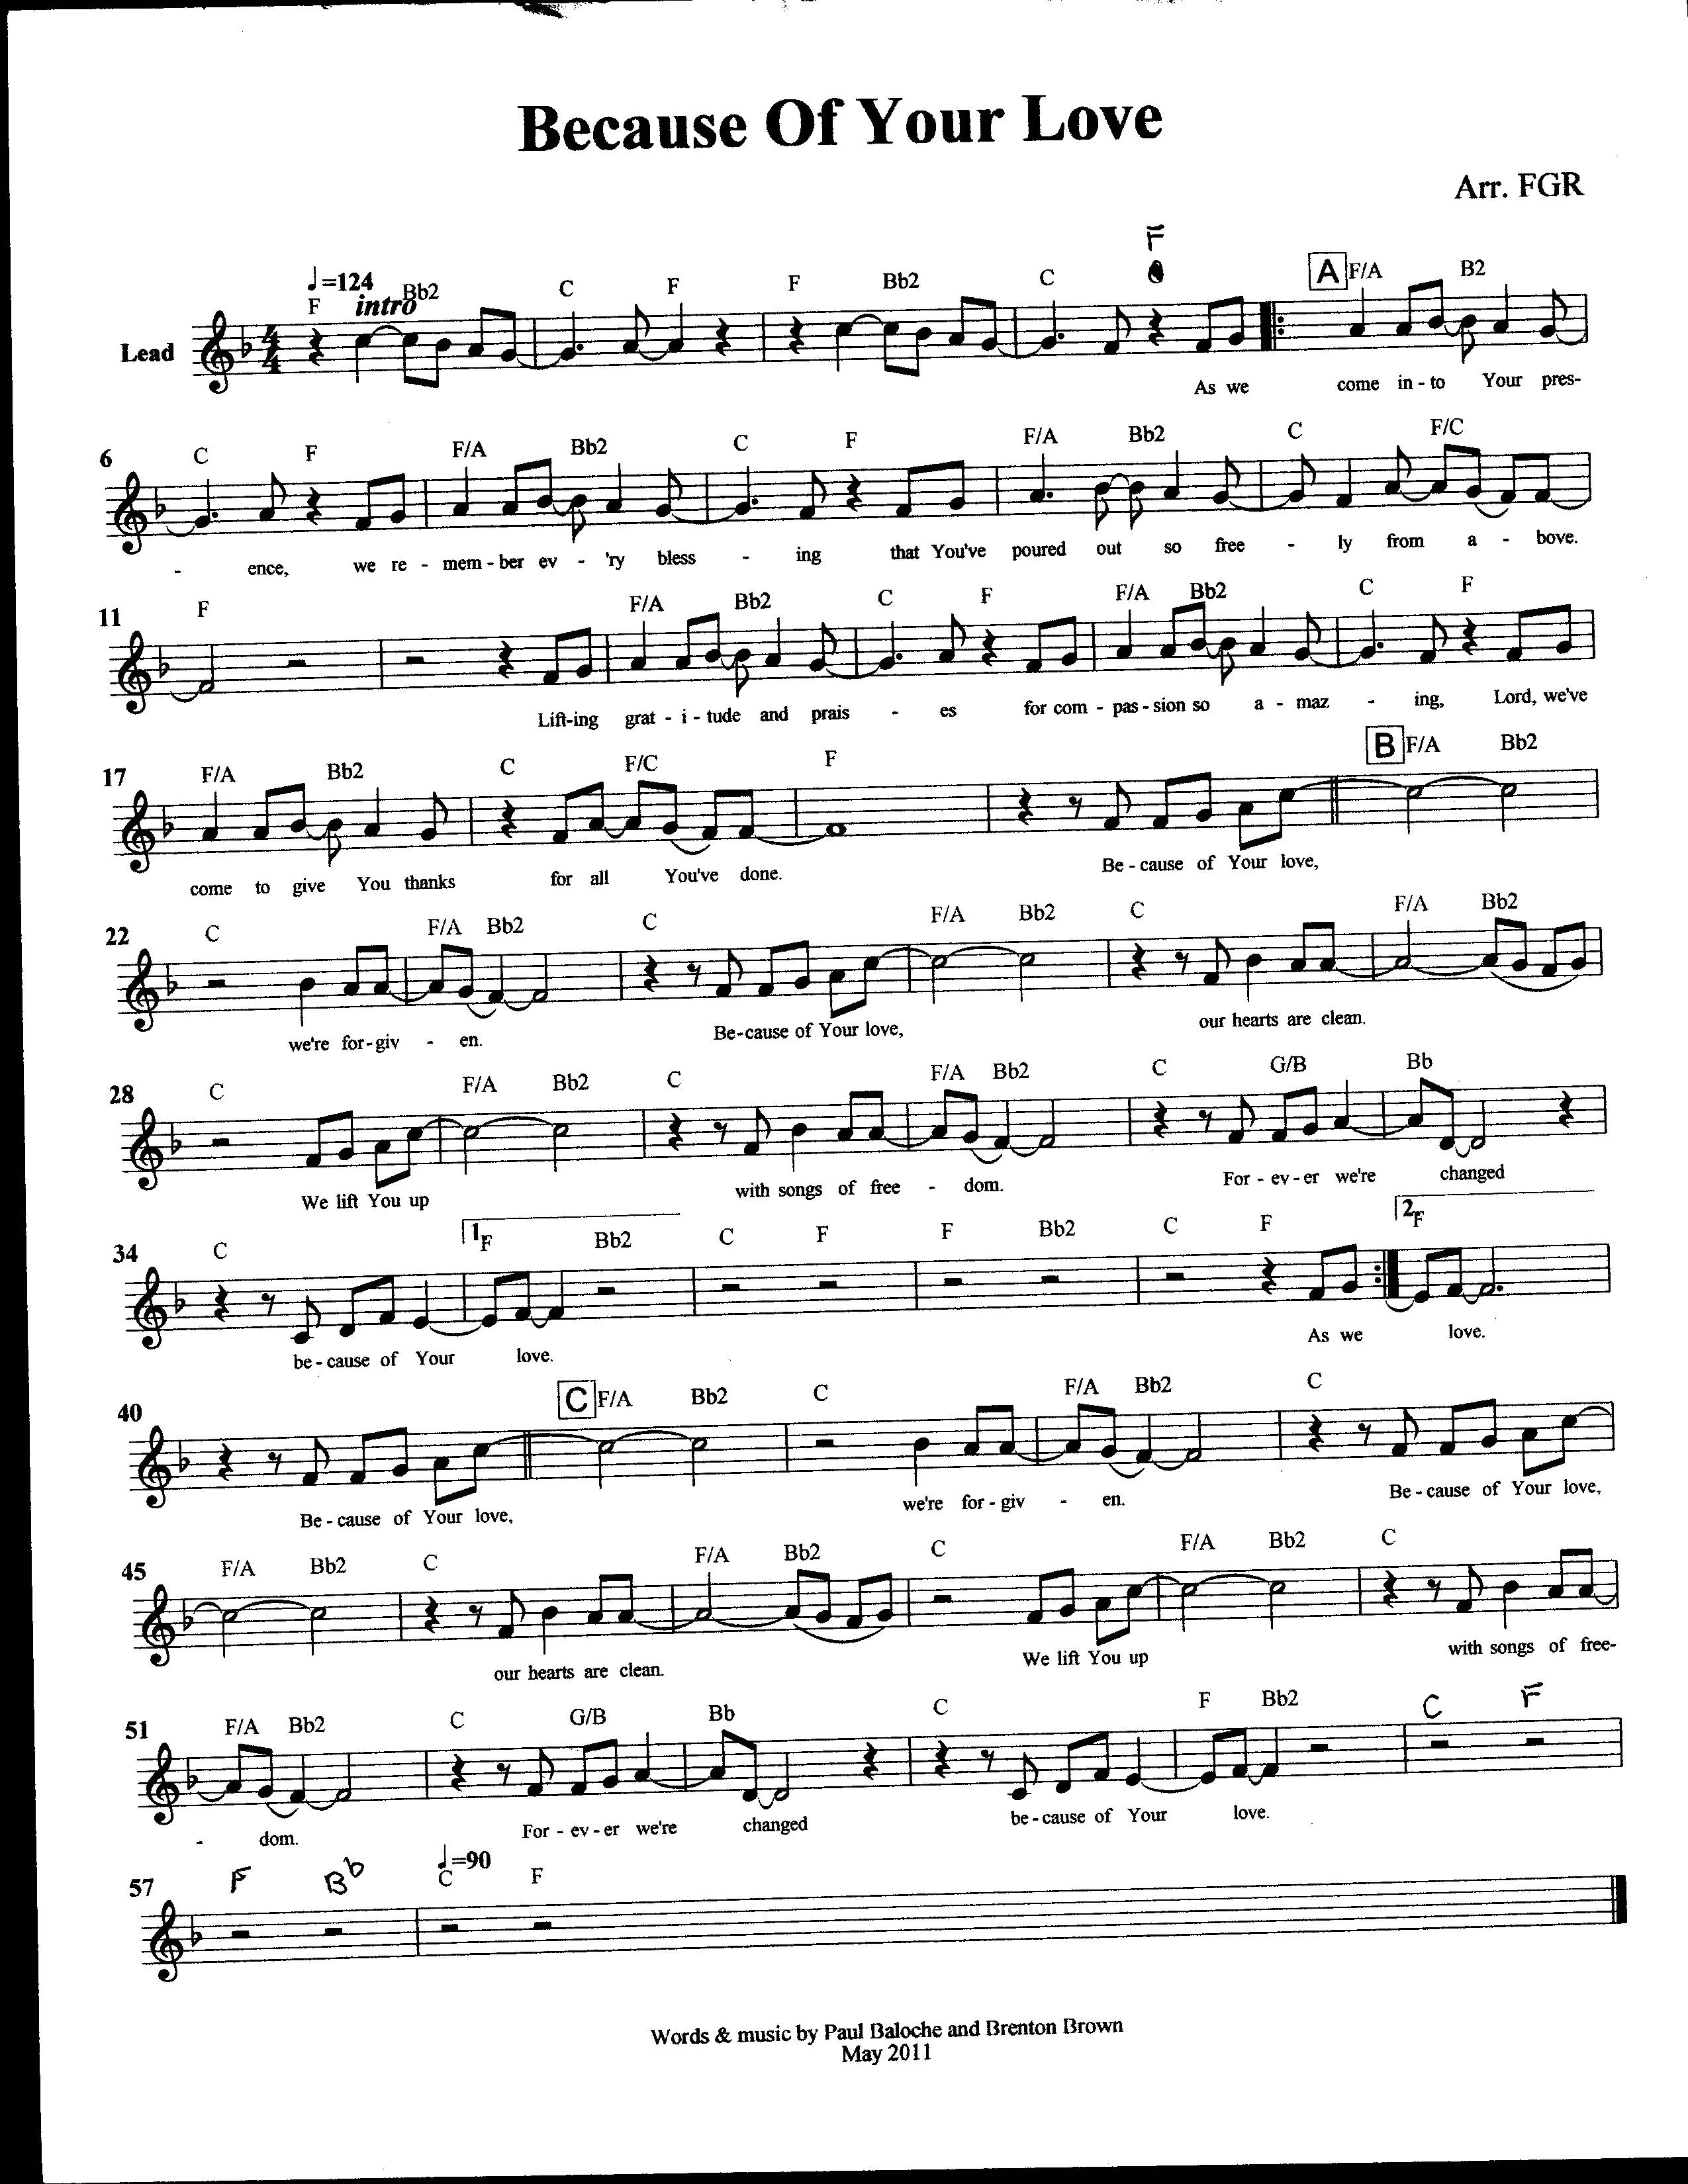 Because Of Your Love
Arr. FGR
F
♩=124
F intro Bb2 C F F Bb2 C A F/A B2
Lead
As we come in - to Your pres-
6 C F F/A Bb2 C F F/A Bb2 C F/C
- ence, we re - mem - ber ev - 'ry bless - ing that You've poured out so free - ly from a - bove.
11 F F/A Bb2 C F F/A Bb2 C F
Lift-ing grat - i - tude and prais - es for com - pas - sion so a - maz - ing, Lord, we've
17 F/A Bb2 C F/C F B F/A Bb2
come to give You thanks for all You've done. Be - cause of Your love,
22 C F/A Bb2 C F/A Bb2 C F/A Bb2
we're for-giv - en. Be-cause of Your love, our hearts are clean.
28 C F/A Bb2 C F/A Bb2 C G/B Bb
We lift You up with songs of free - dom. For - ev - er we're changed
34 C 1. F Bb2 C F F Bb2 C F 2. F
be - cause of Your love. As we love.
40 C F/A Bb2 C F/A Bb2 C
Be - cause of Your love, we're for - giv - en. Be - cause of Your love,
45 F/A Bb2 C F/A Bb2 C F/A Bb2 C
our hearts are clean. We lift You up with songs of free-
51 F/A Bb2 C G/B Bb C F Bb2 C F
- dom. For - ev - er we're changed be - cause of Your love.
♩=90
57 F Bb C F
Words & music by Paul Baloche and Brenton Brown
May 2011